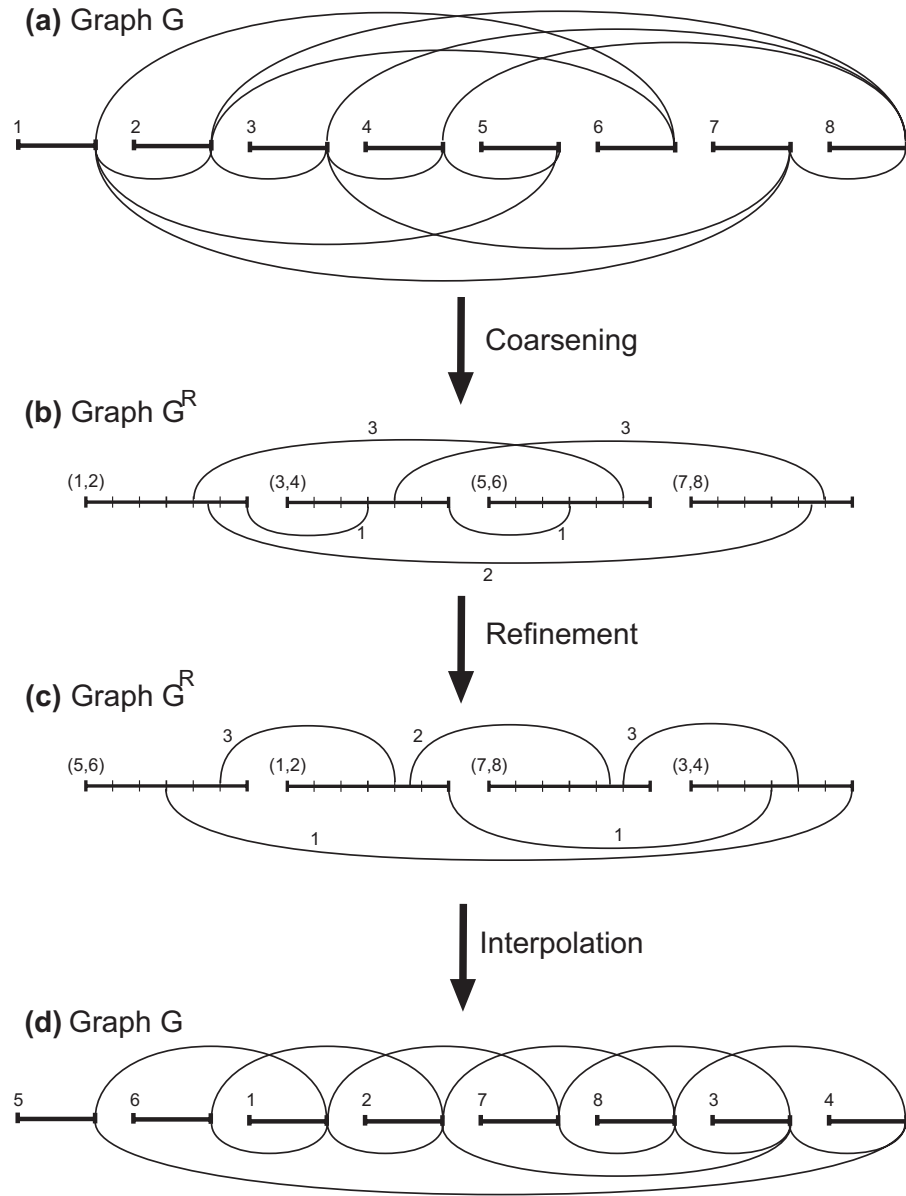 (a) Graph G
1 2 3 4 5 6 7 8
Coarsening
(b) Graph G^R
3 3
(1,2) (3,4) (5,6) (7,8)
1 1
2
Refinement
(c) Graph G^R
3 2 3
(5,6) (1,2) (7,8) (3,4)
1 1
Interpolation
(d) Graph G
5 6 1 2 7 8 3 4